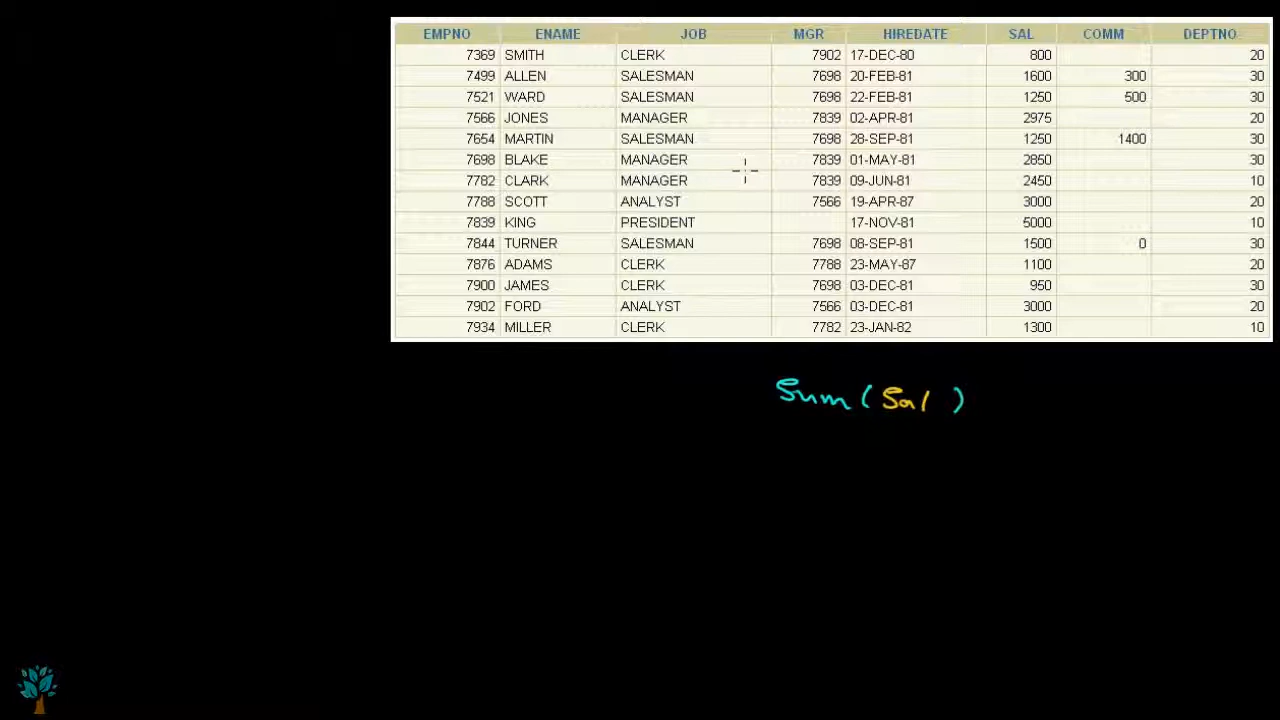 EMPNO ENAME JOB MGR HIREDATE SAL COMM DEPTNO
7369 SMITH CLERK 7902 17-DEC-80 800 20
7499 ALLEN SALESMAN 7698 20-FEB-81 1600 300 30
7521 WARD SALESMAN 7698 22-FEB-81 1250 500 30
7566 JONES MANAGER 7839 02-APR-81 2975 20
7654 MARTIN SALESMAN 7698 28-SEP-81 1250 1400 30
7698 BLAKE MANAGER 7839 01-MAY-81 2850 30
7782 CLARK MANAGER 7839 09-JUN-81 2450 10
7788 SCOTT ANALYST 7566 19-APR-87 3000 20
7839 KING PRESIDENT 17-NOV-81 5000 10
7844 TURNER SALESMAN 7698 08-SEP-81 1500 0 30
7876 ADAMS CLERK 7788 23-MAY-87 1100 20
7900 JAMES CLERK 7698 03-DEC-81 950 30
7902 FORD ANALYST 7566 03-DEC-81 3000 20
7934 MILLER CLERK 7782 23-JAN-82 1300 10
Sum ( Sal )